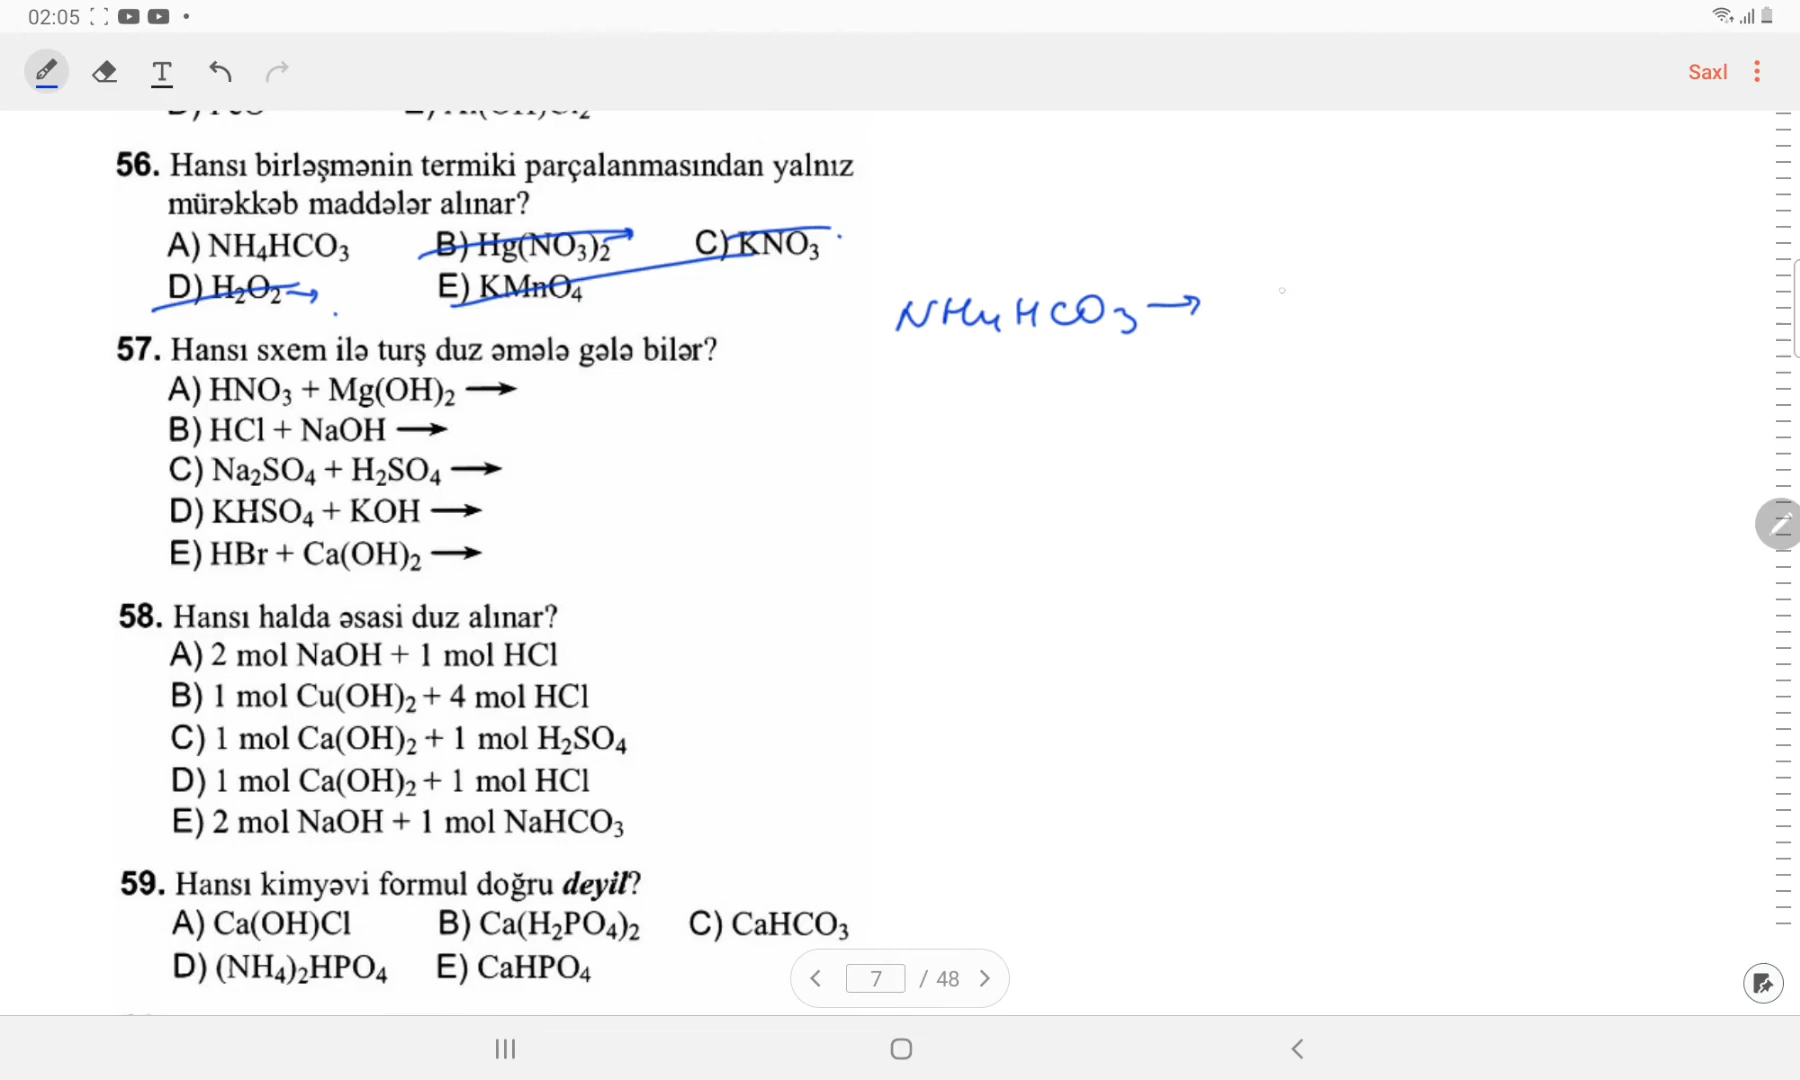 02:05
T
Saxl
56. Hansı birləşmənin termiki parçalanmasından yalnız
mürəkkəb maddələr alınar?
A) NH₄HCO₃ B) Hg(NO₃)₂ C) KNO₃
D) H₂O₂ E) KMnO₄
NH₄HCO₃ →
57. Hansı sxem ilə turş duz əmələ gələ bilər?
A) HNO₃ + Mg(OH)₂ →
B) HCl + NaOH →
C) Na₂SO₄ + H₂SO₄ →
D) KHSO₄ + KOH →
E) HBr + Ca(OH)₂ →
58. Hansı halda əsasi duz alınar?
A) 2 mol NaOH + 1 mol HCl
B) 1 mol Cu(OH)₂ + 4 mol HCl
C) 1 mol Ca(OH)₂ + 1 mol H₂SO₄
D) 1 mol Ca(OH)₂ + 1 mol HCl
E) 2 mol NaOH + 1 mol NaHCO₃
59. Hansı kimyəvi formul doğru deyil?
A) Ca(OH)Cl B) Ca(H₂PO₄)₂ C) CaHCO₃
D) (NH₄)₂HPO₄ E) CaHPO₄
7 / 48